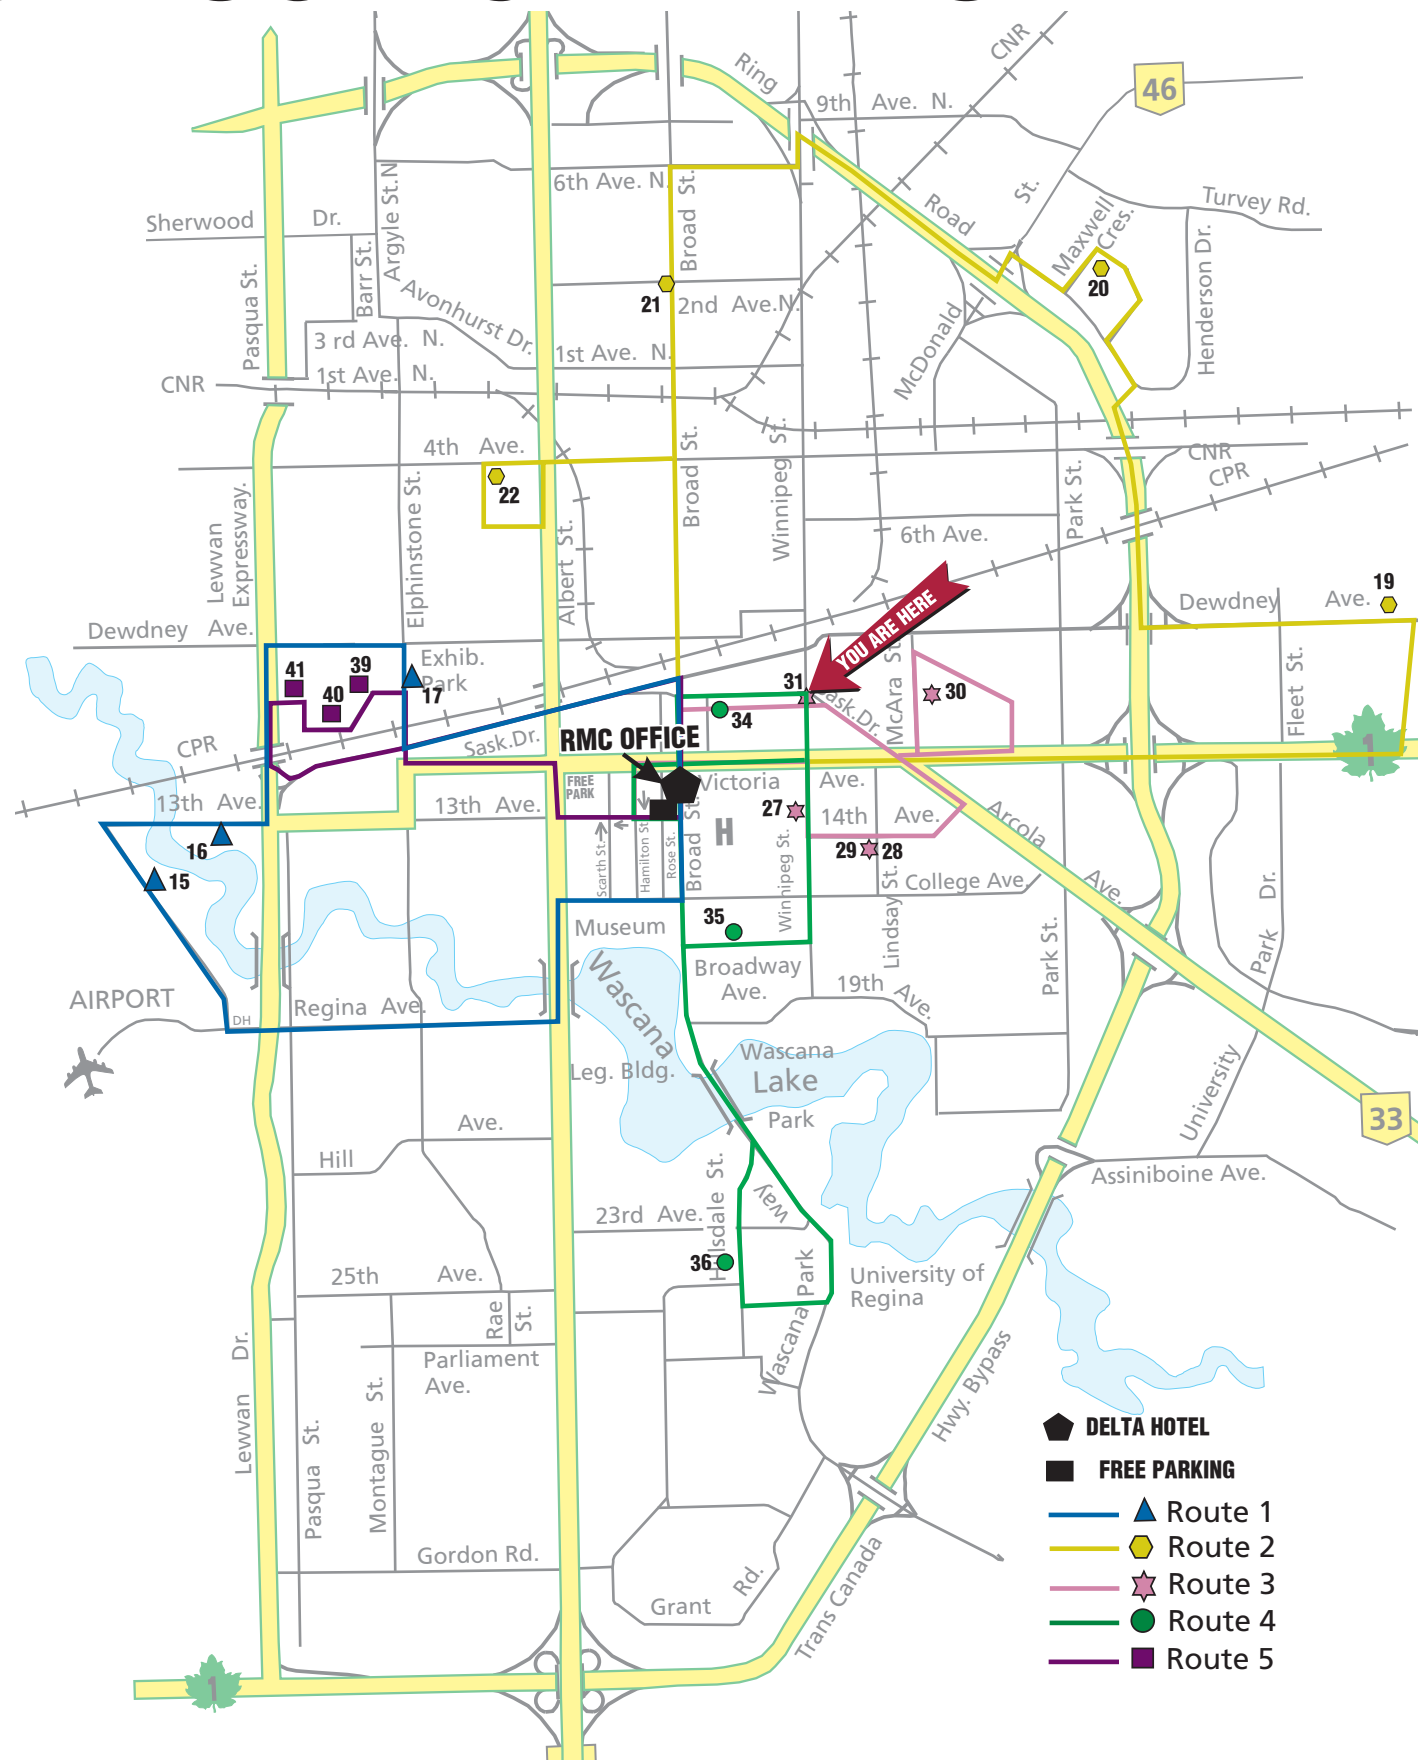 CNR
46
Ring
9th Ave. N.
6th Ave. N.
Broad St.
Argyle St.N
Sherwood Dr.
Road
St.
Maxwell
Cres.
Turvey Rd.
Pasqua St.
Barr St.
20
Henderson Dr.
Avonhurst Dr.
21
2nd Ave.N.
McDonald
3 rd Ave. N.
1st Ave. N.
1st Ave. N.
CNR
4th Ave.
Broad St.
Winnipeg St.
CNR
CPR
22
Park St.
Elphinstone St.
Lewvan
Expressway.
Albert St.
6th Ave.
19
Dewdney Ave.
Dewdney Ave.
YOU ARE HERE
Exhib.
Park
41
39
40
17
31
30
McAra St.
Fleet St.
34
Sask.Dr.
CPR
Sask.Dr.
RMC OFFICE
1
FREE
PARK
Victoria Ave.
13th Ave.
13th Ave.
27
14th Ave.
Arcola
Ave.
H
16
15
Scarth St.
Hamilton St.
Rose St.
Broad St.
Winnipeg St.
29
28
College Ave.
Lindsay St.
Park St.
Park Dr.
Museum
35
Broadway
Ave.
19th Ave.
AIRPORT
DH
Regina Ave.
Wascana
Leg. Bldg.
Wascana
Lake
Park
University
33
Ave.
Hill
Assiniboine Ave.
Hillsdale St.
Way
23rd Ave.
36
25th Ave.
University of
Regina
Wascana Park
Rae St.
Parliament
Ave.
Lewvan Dr.
Montague St.
Pasqua St.
Hwy. Bypass
DELTA HOTEL
FREE PARKING
Route 1
Route 2
Route 3
Route 4
Route 5
Gordon Rd.
Grant Rd.
Trans Canada
1